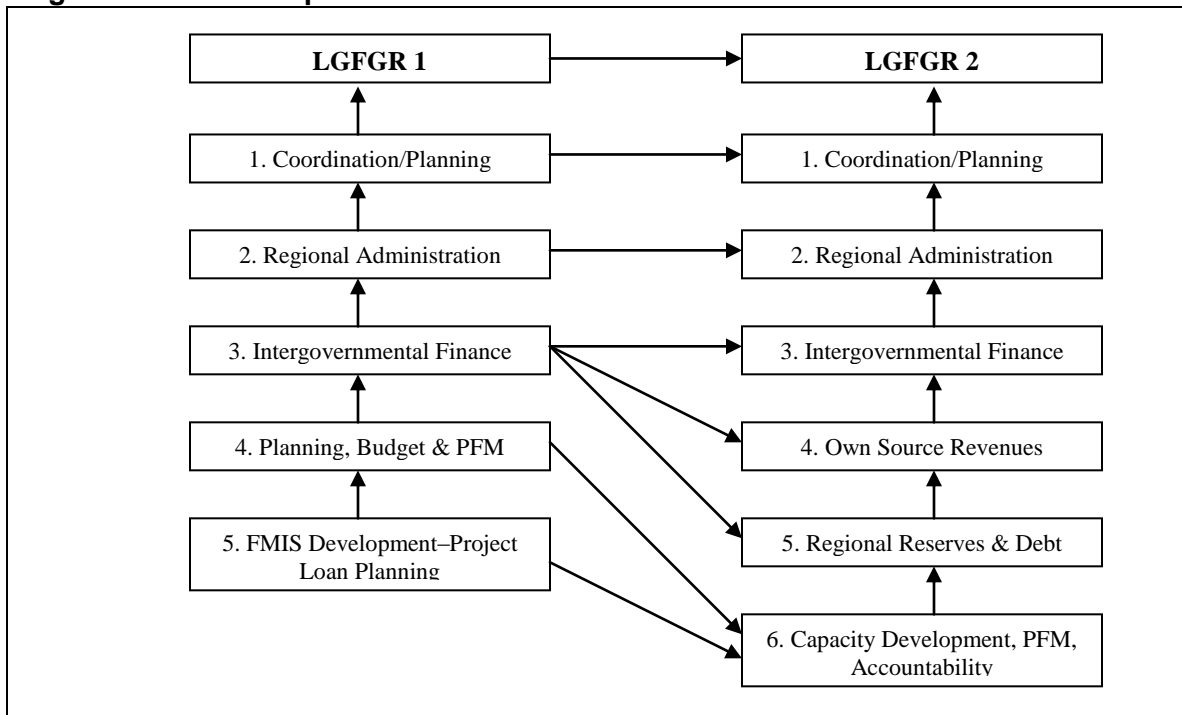 LGFGR 1
LGFGR 2
1. Coordination/Planning
1. Coordination/Planning
2. Regional Administration
2. Regional Administration
3. Intergovernmental Finance
3. Intergovernmental Finance
4. Planning, Budget & PFM
4. Own Source Revenues
5. FMIS Development–Project
Loan Planning
5. Regional Reserves & Debt
6. Capacity Development, PFM,
Accountability